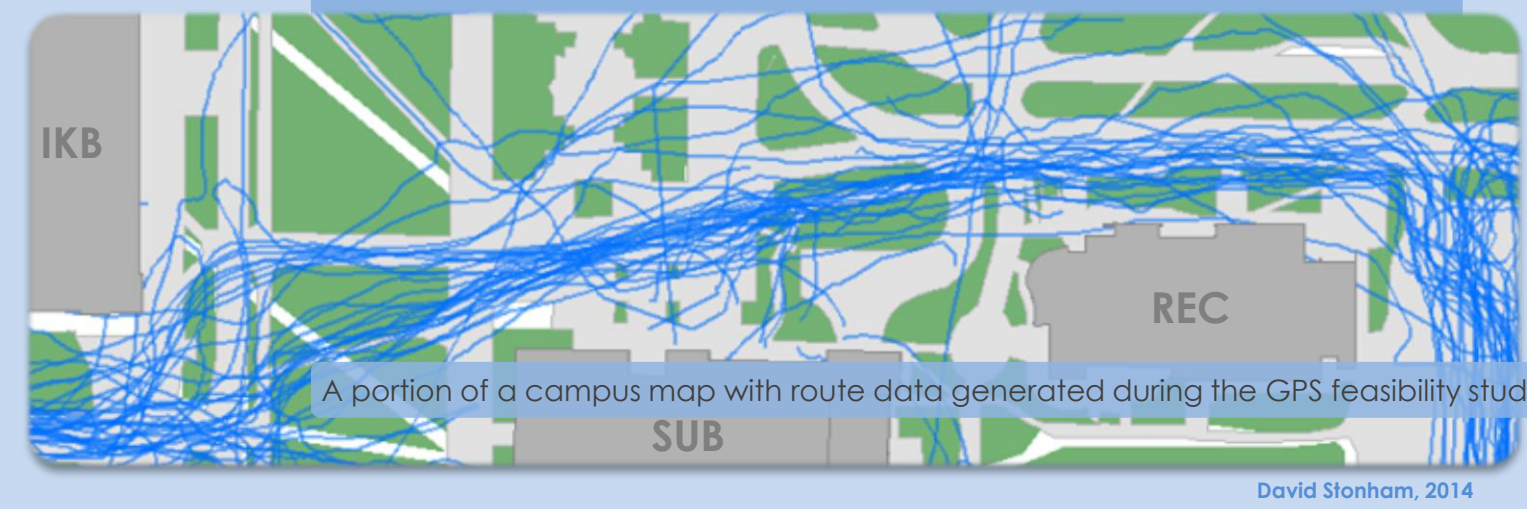 IKB
REC
A portion of a campus map with route data generated during the GPS feasibility stud
SUB
David Stonham, 2014